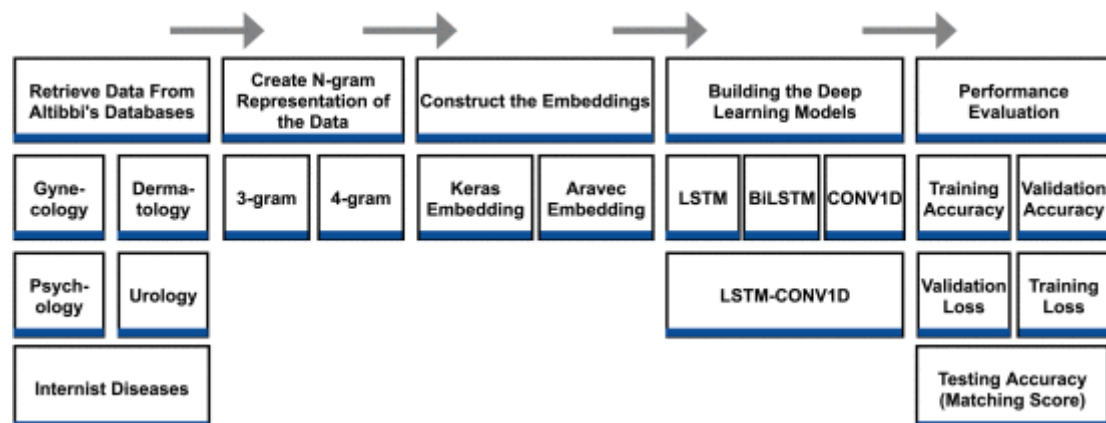 Retrieve Data From
Altibbi's Databases
Create N-gram
Representation of
the Data
Construct the Embeddings
Building the Deep
Learning Models
Performance
Evaluation
Gyne-
cology
Derma-
tology
3-gram
4-gram
Keras
Embedding
Aravec
Embedding
LSTM
BiLSTM
CONV1D
Training
Accuracy
Validation
Accuracy
Psych-
ology
Urology
LSTM-CONV1D
Validation
Loss
Training
Loss
Internist Diseases
Testing Accuracy
(Matching Score)